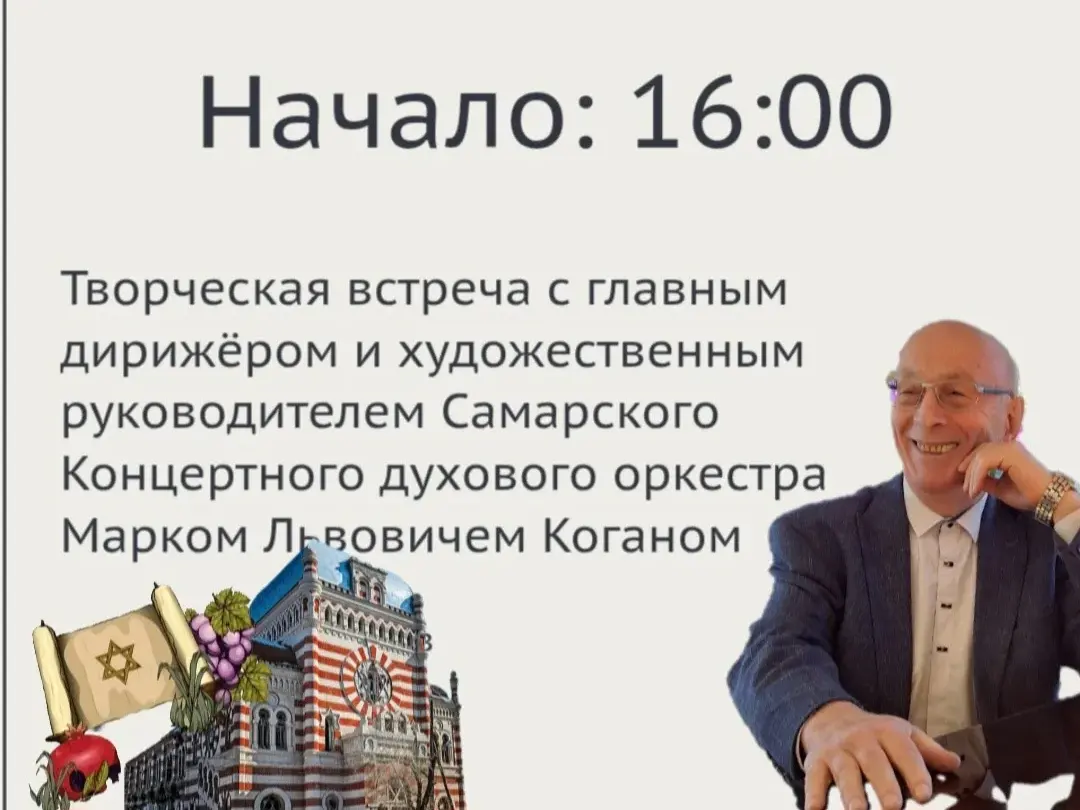 Начало: 16:00
Творческая встреча с главным
дирижёром и художественным
руководителем Самарского
Концертного духового оркестра
Марком Львовичем Коганом
в